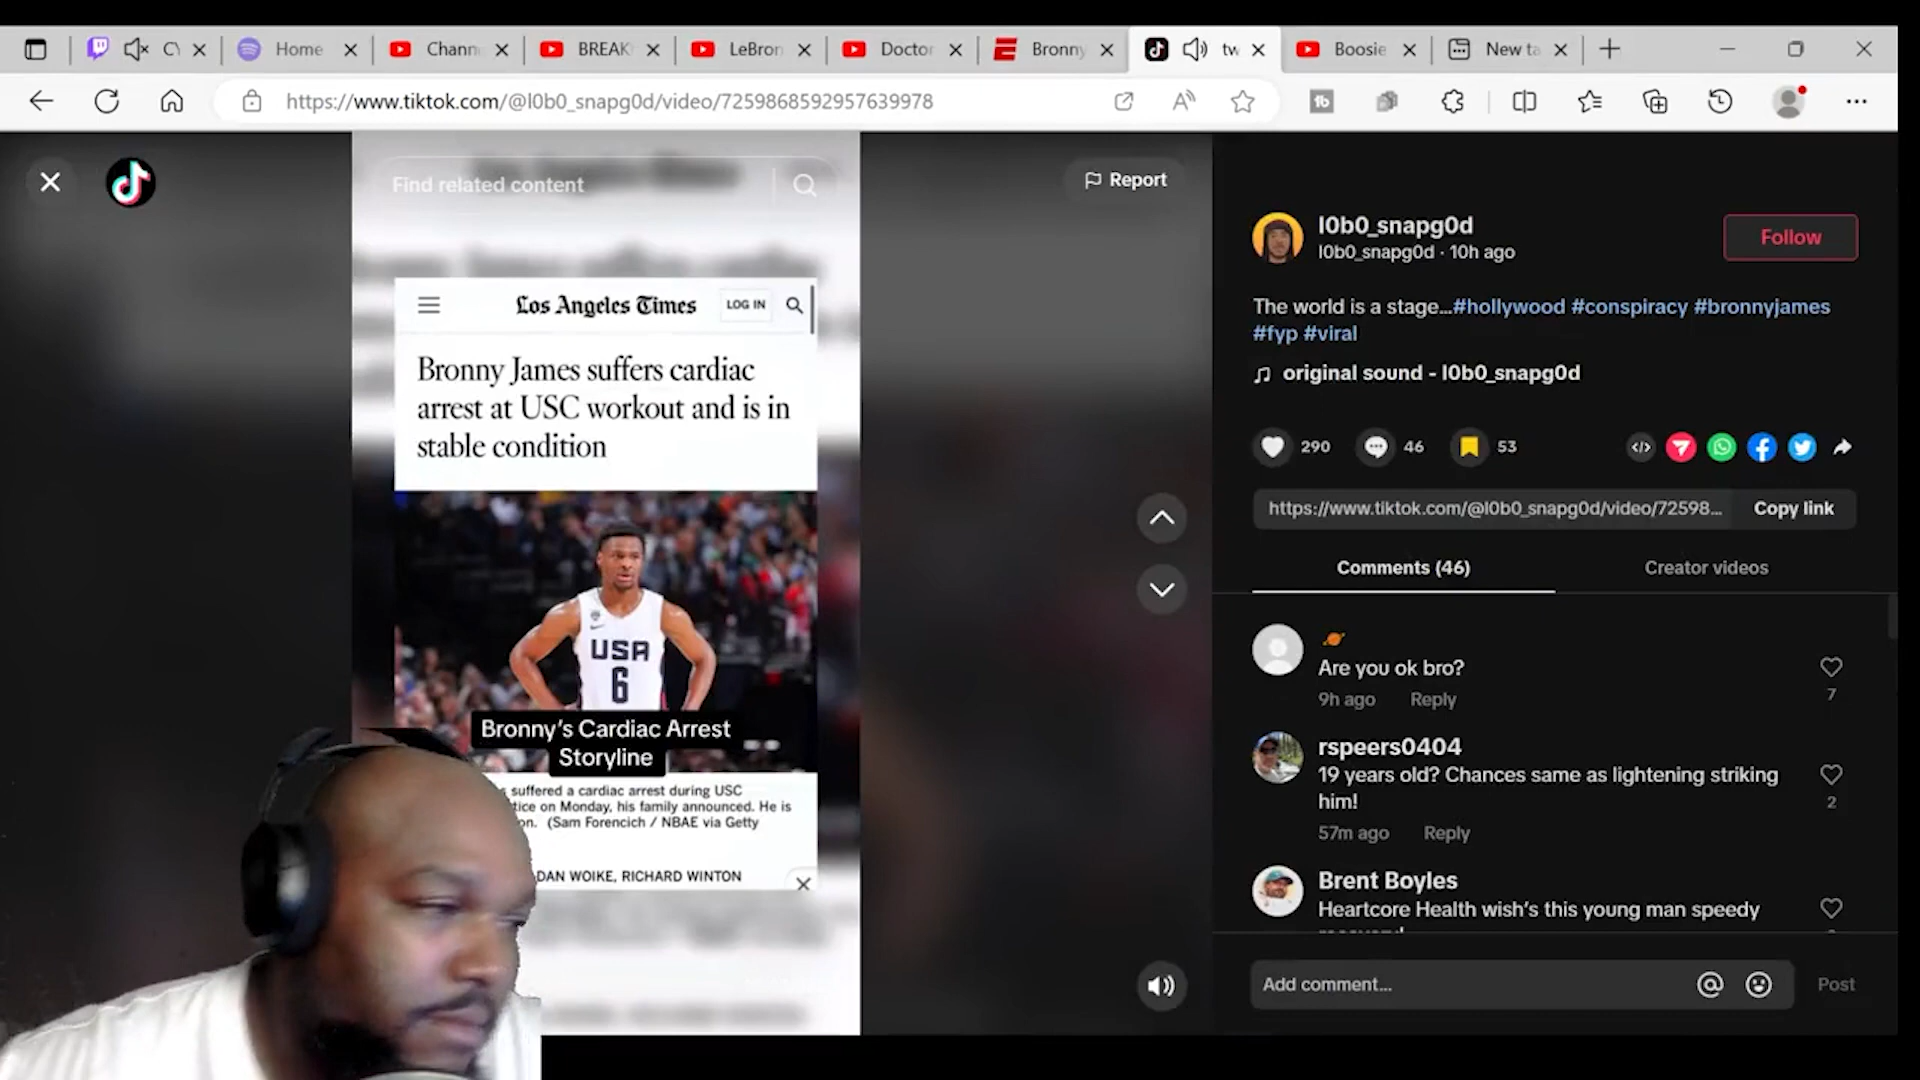 Home
Chann
BREAK
LeBron
Doctor
Bronny
tw
Boosie
New ta
https://www.tiktok.com/@l0b0_snapg0d/video/7259868592957639978
Find related content
Report
Los Angeles Times
LOG IN
Bronny James suffers cardiac
arrest at USC workout and is in
stable condition
USA
6
Bronny's Cardiac Arrest
Storyline
s suffered a cardiac arrest during USC
tice on Monday, his family announced. He is
on. (Sam Forencich / NBAE via Getty
DAN WOIKE, RICHARD WINTON
l0b0_snapg0d
l0b0_snapg0d · 10h ago
Follow
The world is a stage...#hollywood #conspiracy #bronnyjames
#fyp #viral
original sound - l0b0_snapg0d
290
46
53
https://www.tiktok.com/@l0b0_snapg0d/video/72598...
Copy link
Comments (46)
Creator videos
Are you ok bro?
9h ago Reply
7
rspeers0404
19 years old? Chances same as lightening striking
him!
57m ago Reply
2
Brent Boyles
Heartcore Health wish's this young man speedy
Add comment...
Post